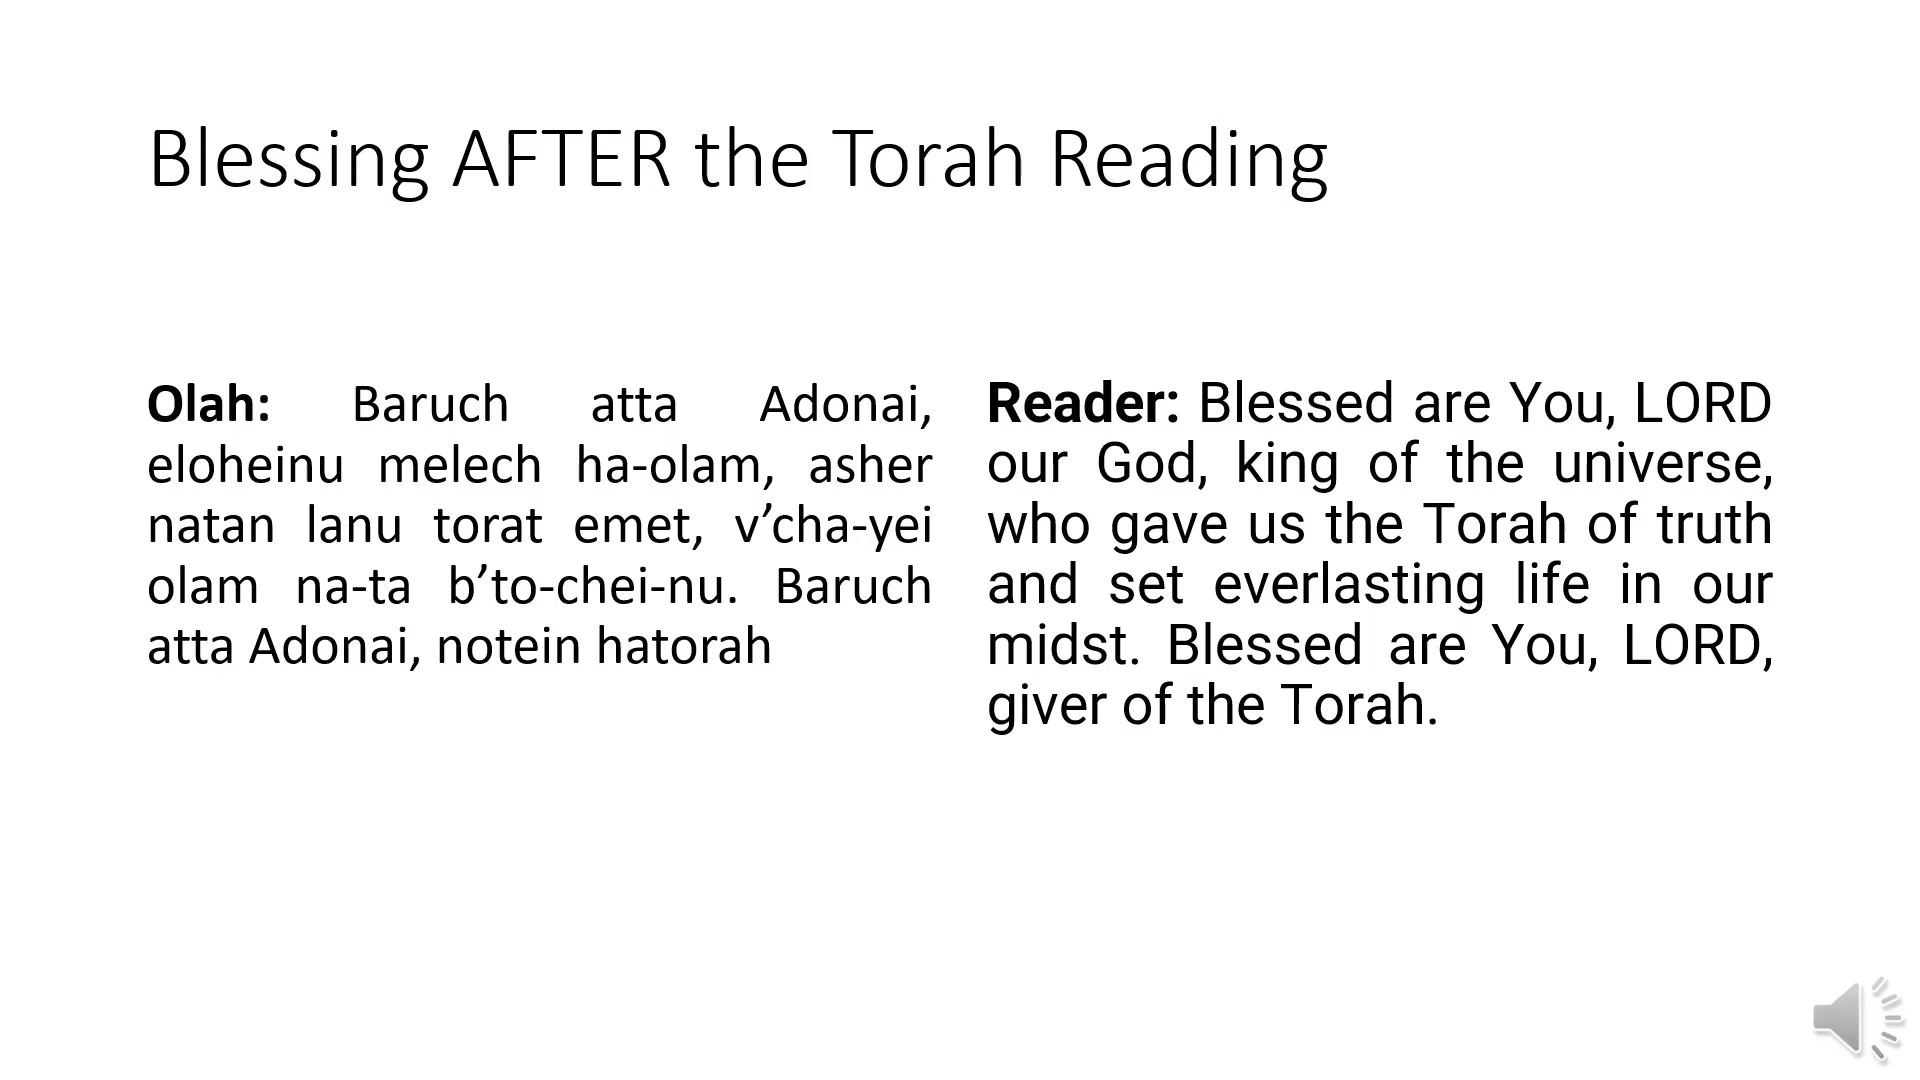 Blessing AFTER the Torah Reading
Olah: Baruch atta Adonai,
eloheinu melech ha-olam, asher
natan lanu torat emet, v’cha-yei
olam na-ta b’to-chei-nu. Baruch
atta Adonai, notein hatorah
Reader: Blessed are You, LORD
our God, king of the universe,
who gave us the Torah of truth
and set everlasting life in our
midst. Blessed are You, LORD,
giver of the Torah.